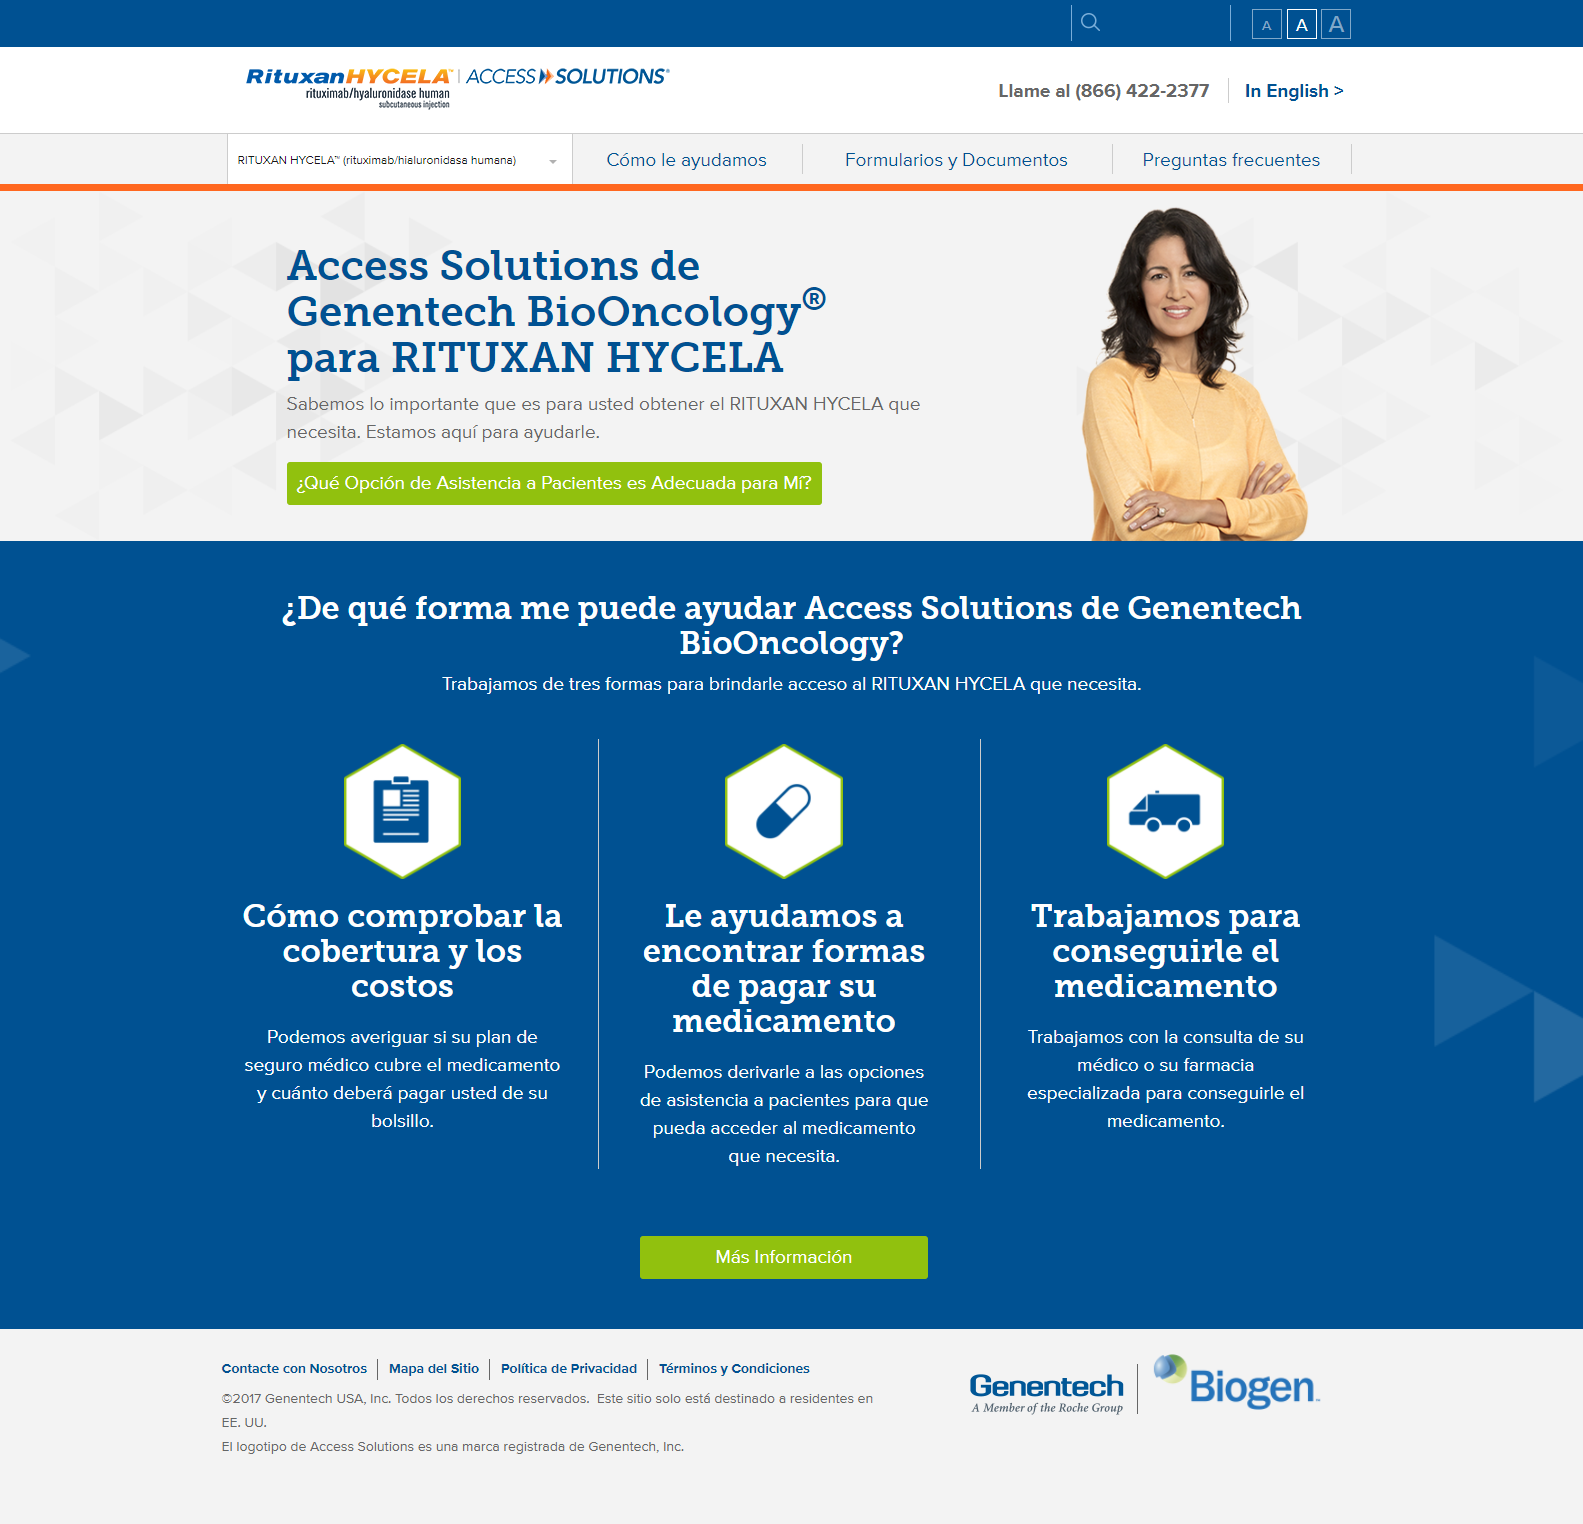 A A A
RituxanHYCELA™ | ACCESS SOLUTIONS®
rituximab/hyaluronidase human
subcutaneous injection
Llame al (866) 422-2377
In English >
RITUXAN HYCELA™ (rituximab/hialuronidasa humana)
Cómo le ayudamos
Formularios y Documentos
Preguntas frecuentes
Access Solutions de
Genentech BioOncology®
para RITUXAN HYCELA
Sabemos lo importante que es para usted obtener el RITUXAN HYCELA que
necesita. Estamos aquí para ayudarle.
¿Qué Opción de Asistencia a Pacientes es Adecuada para Mí?
¿De qué forma me puede ayudar Access Solutions de Genentech
BioOncology?
Trabajamos de tres formas para brindarle acceso al RITUXAN HYCELA que necesita.
Cómo comprobar la
cobertura y los
costos
Podemos averiguar si su plan de
seguro médico cubre el medicamento
y cuánto deberá pagar usted de su
bolsillo.
Le ayudamos a
encontrar formas
de pagar su
medicamento
Podemos derivarle a las opciones
de asistencia a pacientes para que
pueda acceder al medicamento
que necesita.
Trabajamos para
conseguirle el
medicamento
Trabajamos con la consulta de su
médico o su farmacia
especializada para conseguirle el
medicamento.
Más Información
Contacte con Nosotros | Mapa del Sitio | Política de Privacidad | Términos y Condiciones
©2017 Genentech USA, Inc. Todos los derechos reservados.  Este sitio solo está destinado a residentes en
EE. UU.
El logotipo de Access Solutions es una marca registrada de Genentech, Inc.
Genentech
A Member of the Roche Group
Biogen™